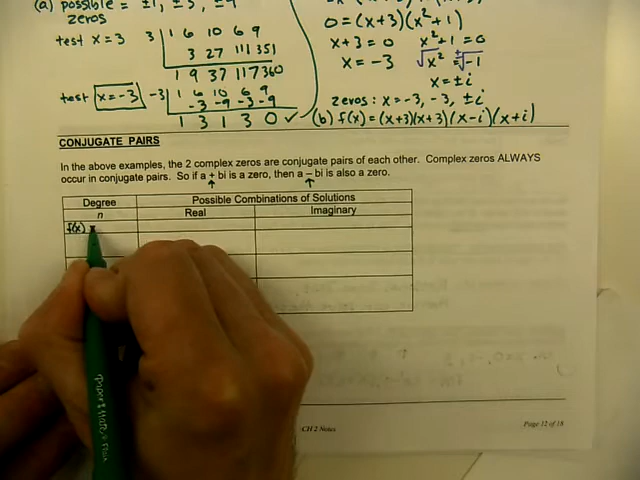 (a) possible = ±1, ±3, ±9
zeros
test x=3 3 | 1 6 10 6 9
3 27 111 351
1 9 37 117 360
test x=-3 -3 | 1 6 10 6 9
-3 -9 -3 -9
1 3 1 3 0 ✓
0=(x+3)(x²+1)
x+3=0 x²+1=0
x=-3 √x² = ±√-1
x=±i
zeros: x=-3, -3, ±i
(b) f(x)=(x+3)(x+3)(x-i)(x+i)
CONJUGATE PAIRS
In the above examples, the 2 complex zeros are conjugate pairs of each other. Complex zeros ALWAYS
occur in conjugate pairs. So if a + bi is a zero, then a – bi is also a zero.
Degree Possible Combinations of Solutions
n Real Imaginary
f(x)
CH 2 Notes
Page 12 of 18